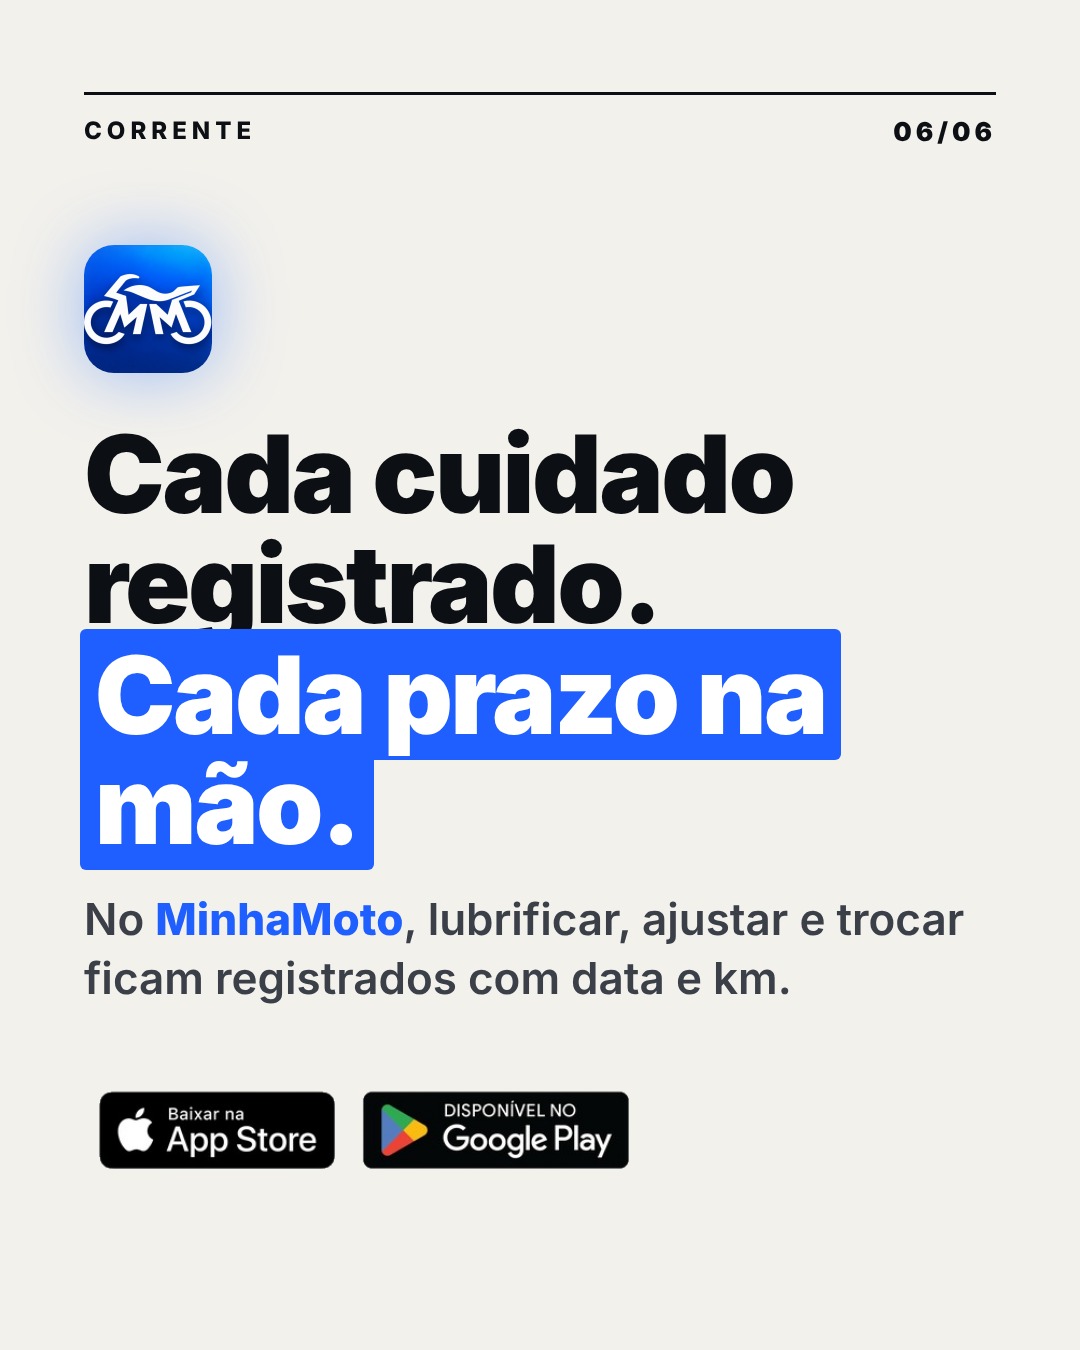 CORRENTE
06/06
MM
Cada cuidado
registrado.
Cada prazo na
mão.
No MinhaMoto, lubrificar, ajustar e trocar
ficam registrados com data e km.
Baixar na
App Store
DISPONÍVEL NO
Google Play